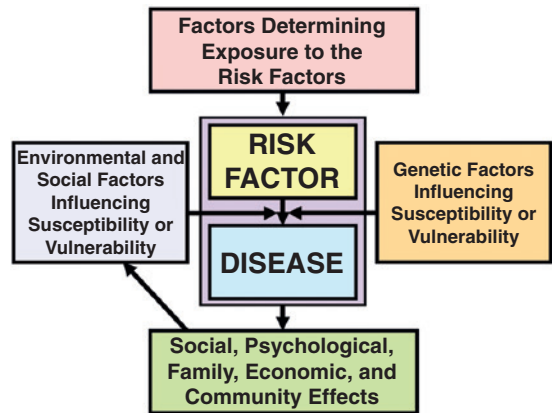 Factors Determining
Exposure to the
Risk Factors
RISK
FACTOR
Environmental and
Social Factors
Influencing
Susceptibility or
Vulnerability
Genetic Factors
Influencing
Susceptibility or
Vulnerability
DISEASE
Social, Psychological,
Family, Economic, and
Community Effects